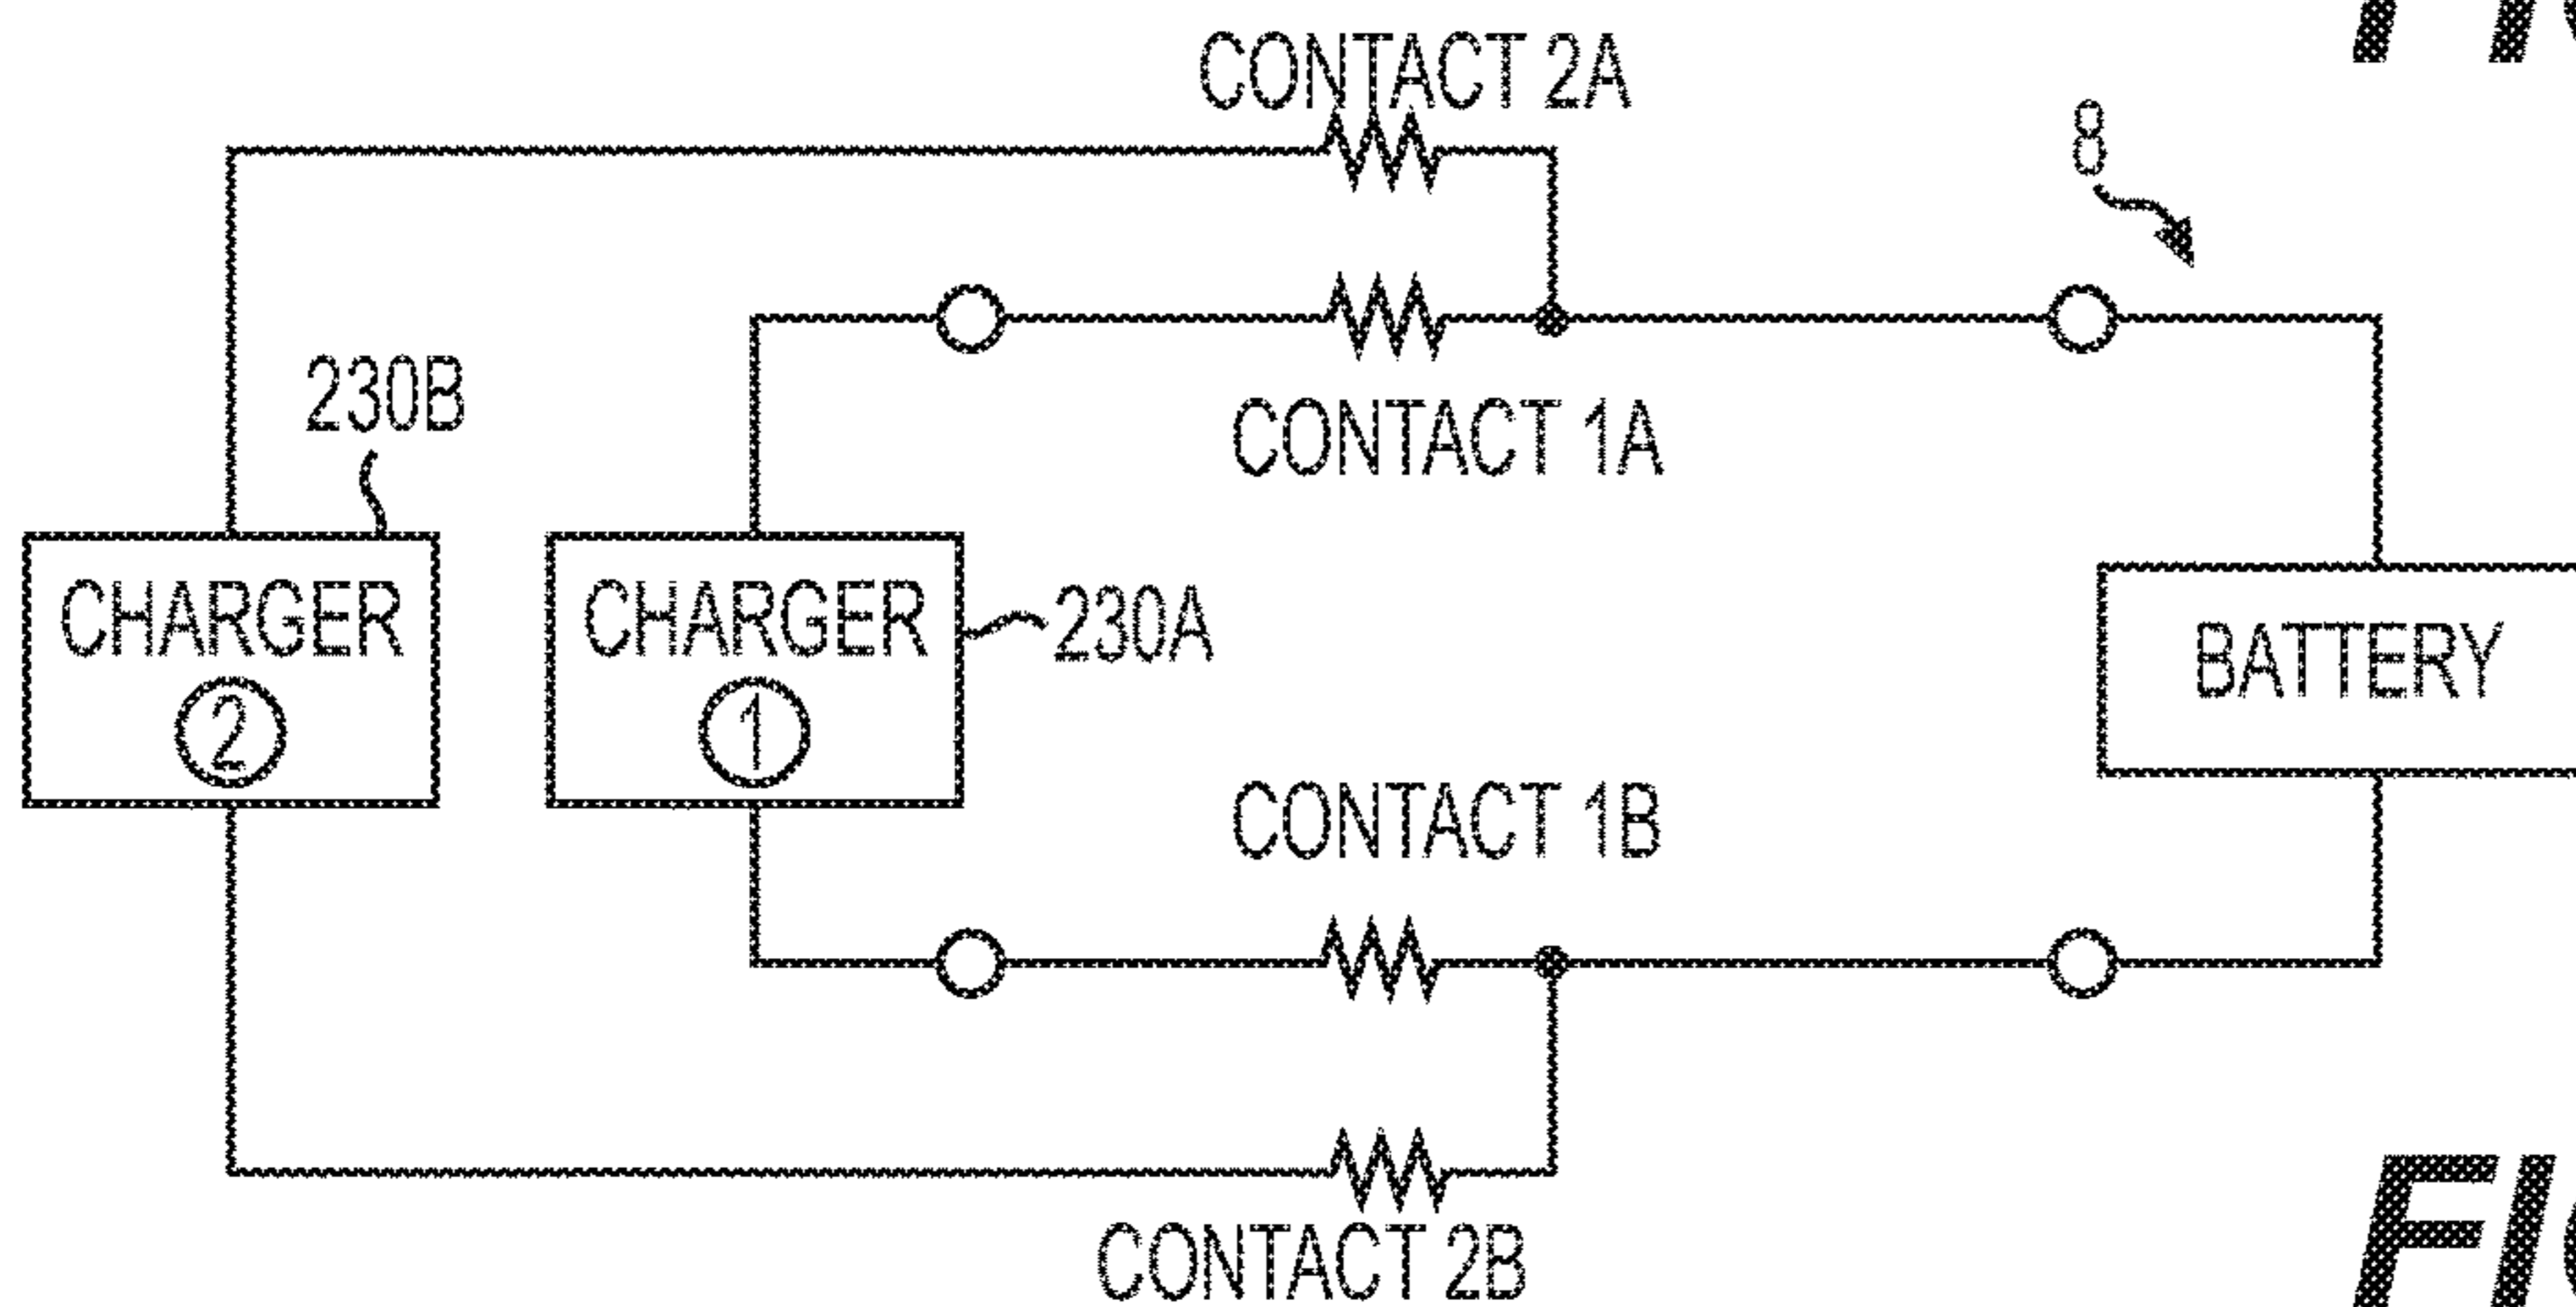 CONTACT 2A
8
CONTACT 1A
230B
CHARGER
2
CHARGER
1
230A
BATTERY
CONTACT 1B
CONTACT 2B